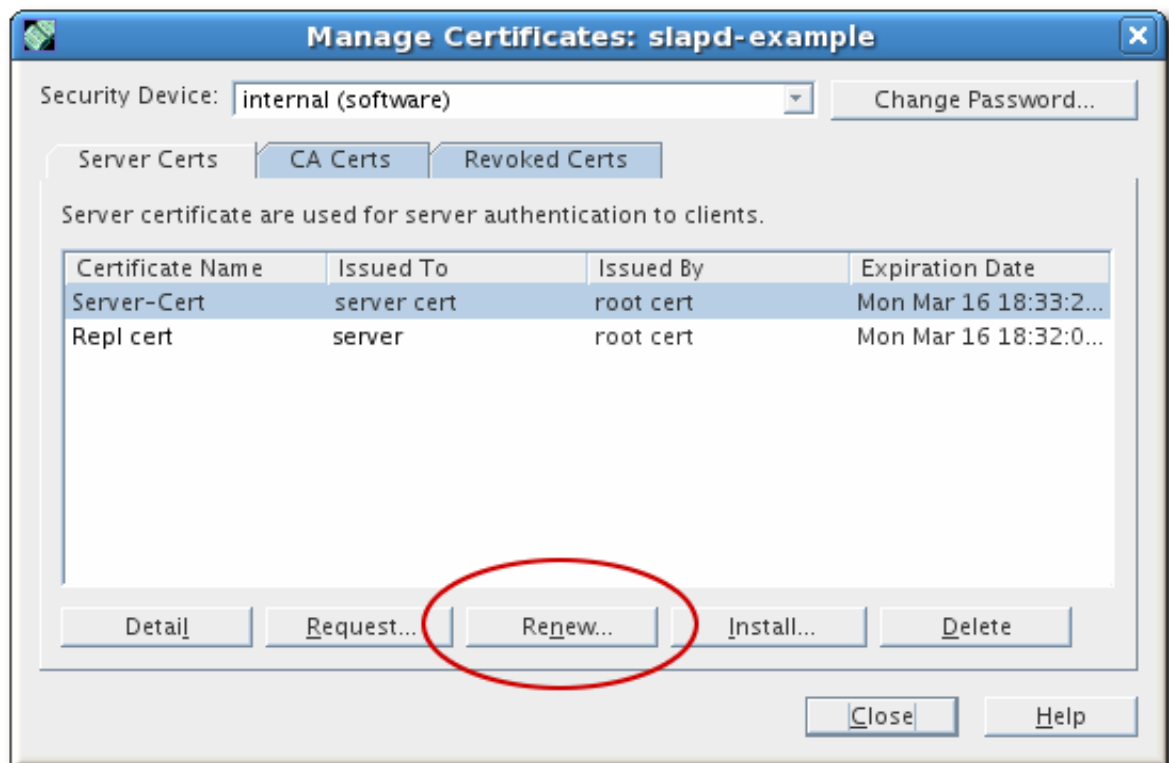 Manage Certificates: slapd-example
Security Device: internal (software) Change Password...
Server Certs CA Certs Revoked Certs
Server certificate are used for server authentication to clients.
Certificate Name Issued To Issued By Expiration Date
Server-Cert server cert root cert Mon Mar 16 18:33:2...
Repl cert server root cert Mon Mar 16 18:32:0...
Detail Request... Renew... Install... Delete
Close Help